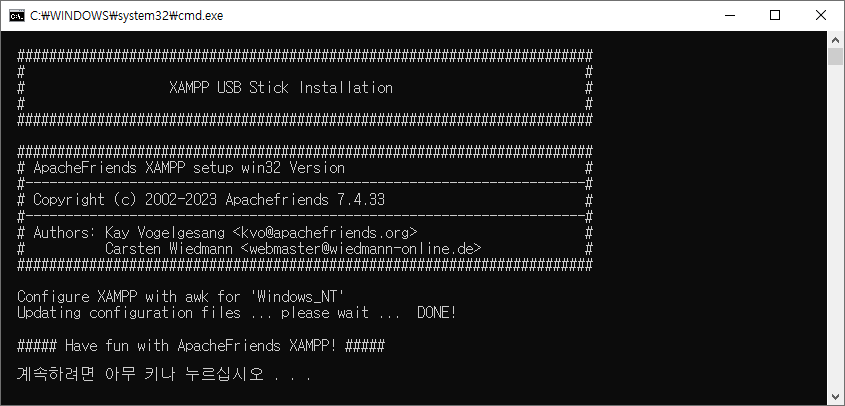 C:₩WINDOWS₩system32₩cmd.exe
########################################################################
#                                                                      #
#                  XAMPP USB Stick Installation                        #
#                                                                      #
########################################################################
########################################################################
# ApacheFriends XAMPP setup win32 Version                              #
#----------------------------------------------------------------------#
# Copyright (c) 2002-2023 Apachefriends 7.4.33                         #
#----------------------------------------------------------------------#
# Authors: Kay Vogelgesang <kvo@apachefriends.org>                     #
#          Carsten Wiedmann <webmaster@wiedmann-online.de>             #
########################################################################
Configure XAMPP with awk for 'Windows_NT'
Updating configuration files ... please wait ...  DONE!
##### Have fun with ApacheFriends XAMPP! #####
계속하려면 아무 키나 누르십시오 . . .